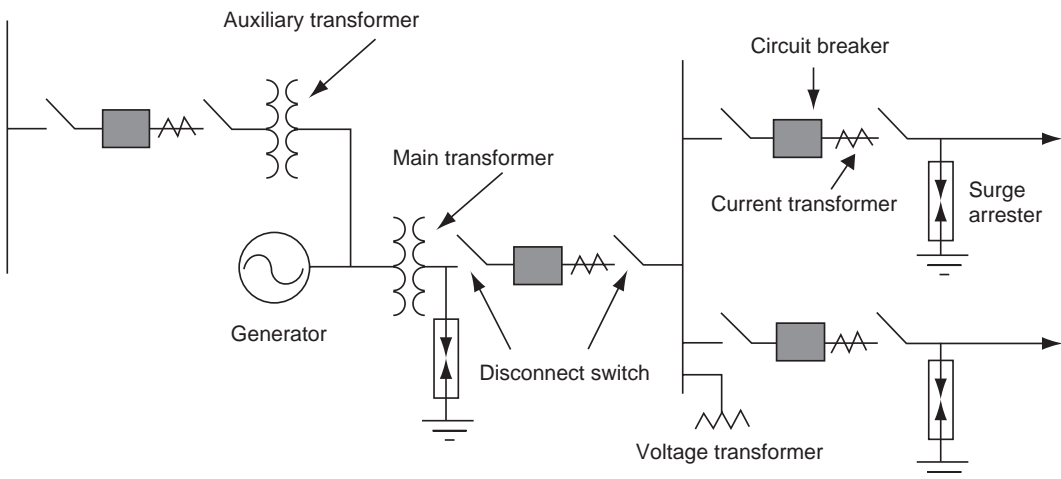 Auxiliary transformer
Circuit breaker
Main transformer
Current transformer
Surge
arrester
Generator
Disconnect switch
Voltage transformer